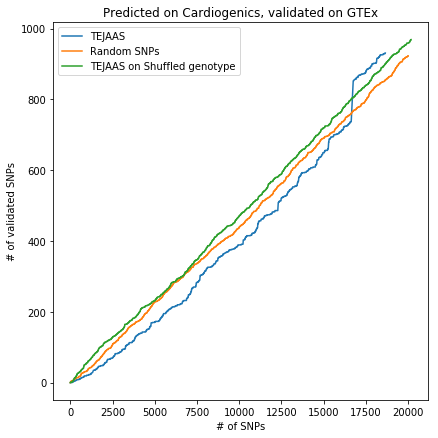 Predicted on Cardiogenics, validated on GTEx
TEJAAS
Random SNPs
TEJAAS on Shuffled genotype
1000
800
600
400
200
0
# of validated SNPs
0 2500 5000 7500 10000 12500 15000 17500 20000
# of SNPs